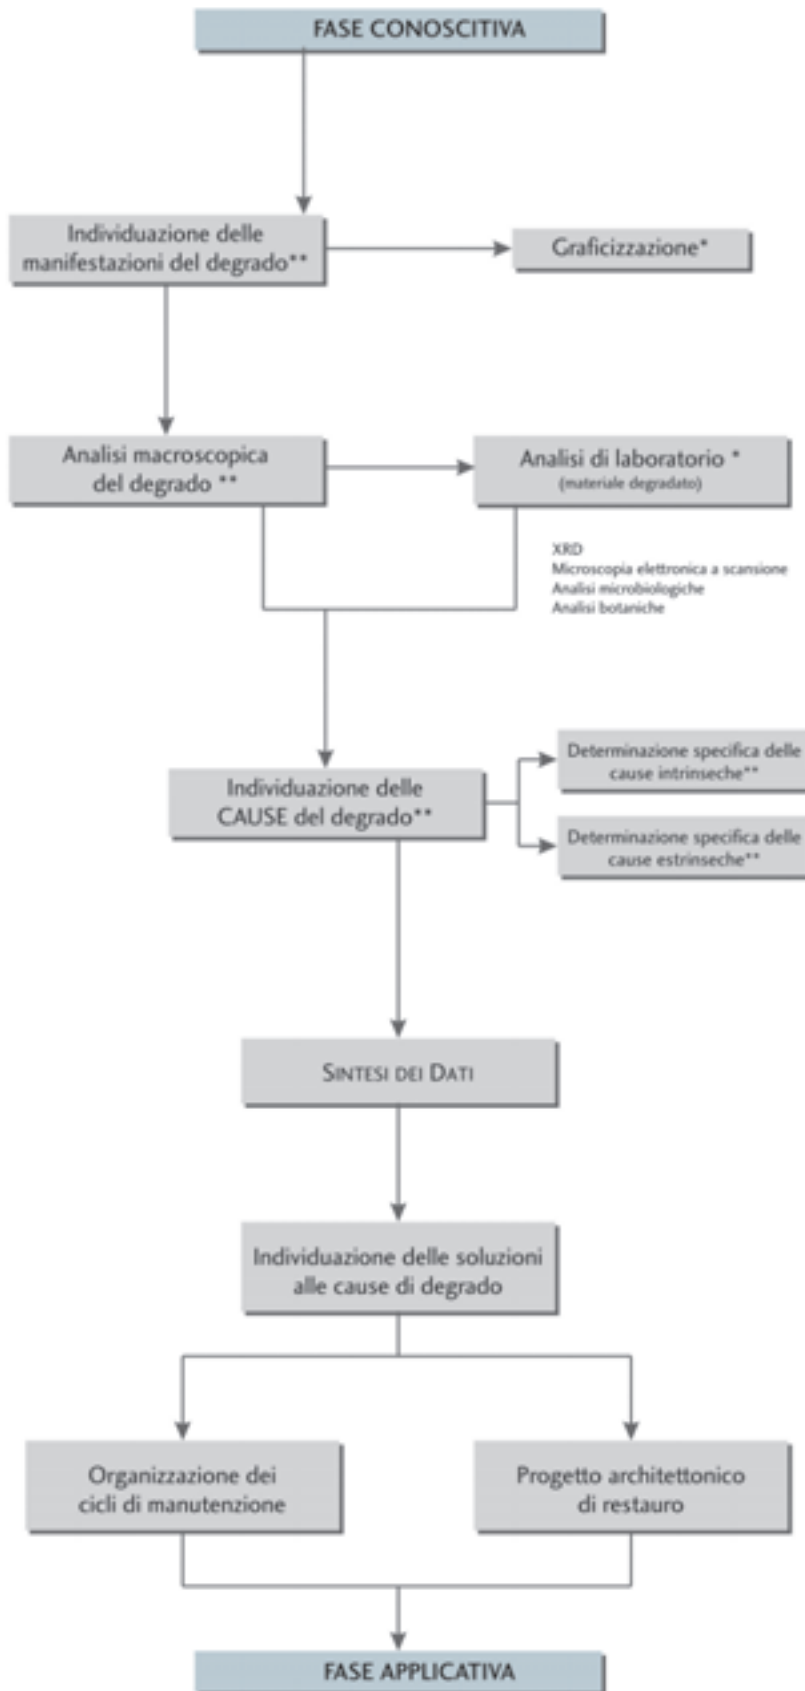 FASE CONOSCITIVA
Individuazione delle
manifestazioni del degrado**
Graficizzazione*
Analisi macroscopica
del degrado **
Analisi di laboratorio *
(materiale degradato)
XRD
Microscopia elettronica a scansione
Analisi microbiologiche
Analisi botaniche
Individuazione delle
CAUSE del degrado**
Determinazione specifica delle
cause intrinseche**
Determinazione specifica delle
cause estrinseche**
SINTESI DEI DATI
Individuazione delle soluzioni
alle cause di degrado
Organizzazione dei
cicli di manutenzione
Progetto architettonico
di restauro
FASE APPLICATIVA